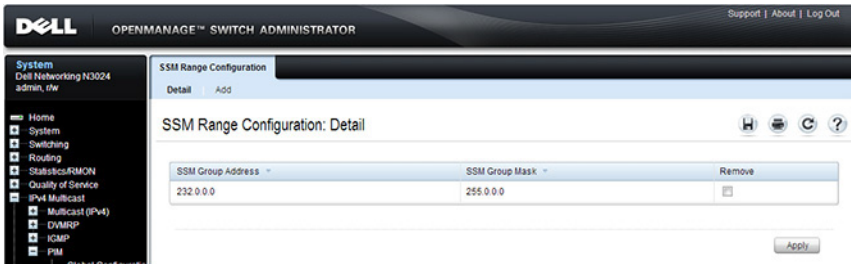 Support | About | Log Out
DELL OPENMANAGE™ SWITCH ADMINISTRATOR
System
Dell Networking N3024
admin, r/w
Home
System
Switching
Routing
Statistics/RMON
Quality of Service
IPv4 Multicast
Multicast (IPv4)
DVMRP
IGMP
PIM
SSM Range Configuration
Detail Add
SSM Range Configuration: Detail
SSM Group Address SSM Group Mask Remove
232.0.0.0 255.0.0.0
Apply